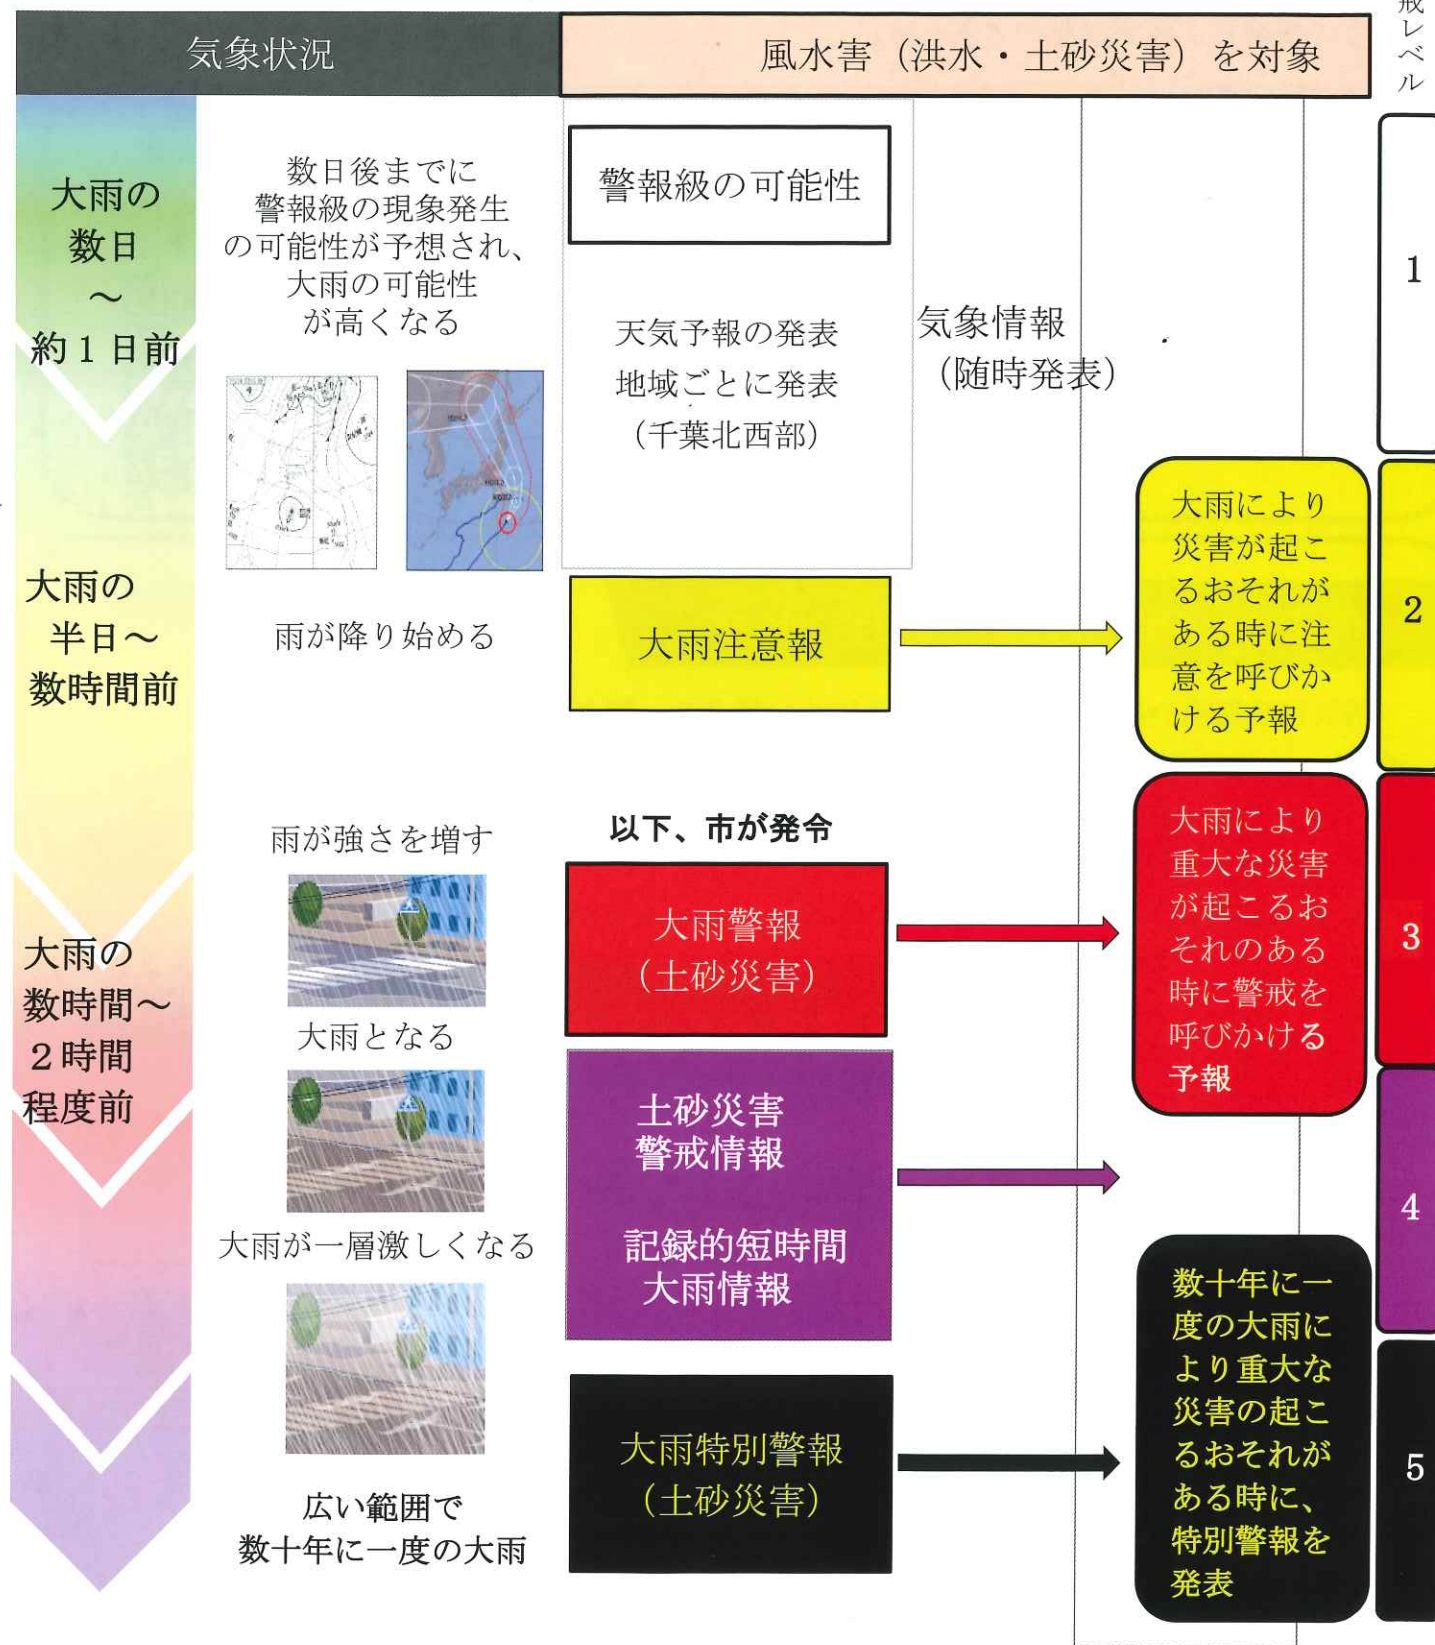 気象状況
風水害（洪水・土砂災害）を対象
戒レベル
大雨の
数日
～
約１日前
数日後までに
警報級の現象発生
の可能性が予想され、
大雨の可能性
が高くなる
警報級の可能性
天気予報の発表
地域ごとに発表
（千葉北西部）
気象情報
（随時発表）
1
大雨の
半日～
数時間前
雨が降り始める
大雨注意報
大雨により
災害が起こ
るおそれが
ある時に注
意を呼びか
ける予報
2
雨が強さを増す
以下、市が発令
大雨の
数時間～
２時間
程度前
大雨となる
大雨警報
（土砂災害）
大雨により
重大な災害
が起こるお
それのある
時に警戒を
呼びかける
予報
3
大雨が一層激しくなる
土砂災害
警戒情報
記録的短時間
大雨情報
4
広い範囲で
数十年に一度の大雨
大雨特別警報
（土砂災害）
数十年に一
度の大雨に
より重大な
災害の起こ
るおそれが
ある時に、
特別警報を
発表
5